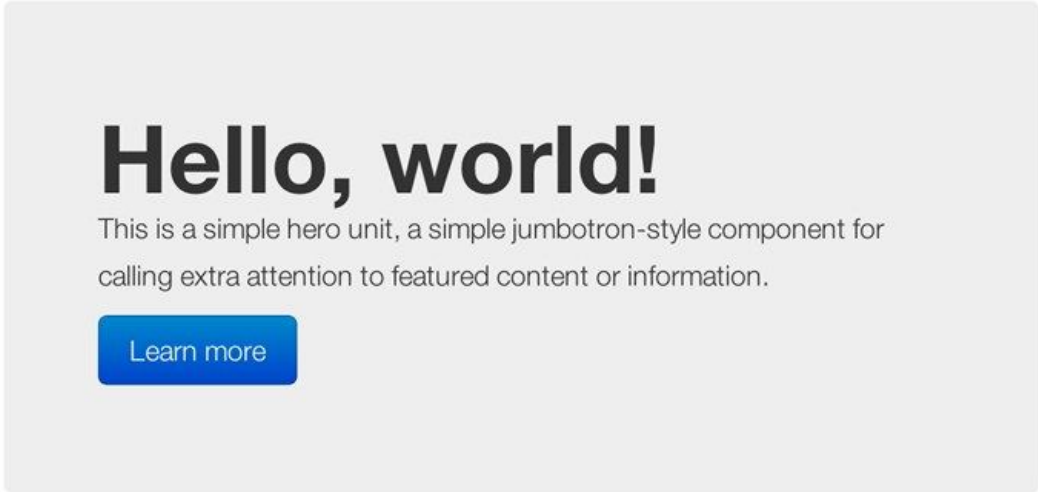 Hello, world!
This is a simple hero unit, a simple jumbotron-style component for
calling extra attention to featured content or information.
Learn more